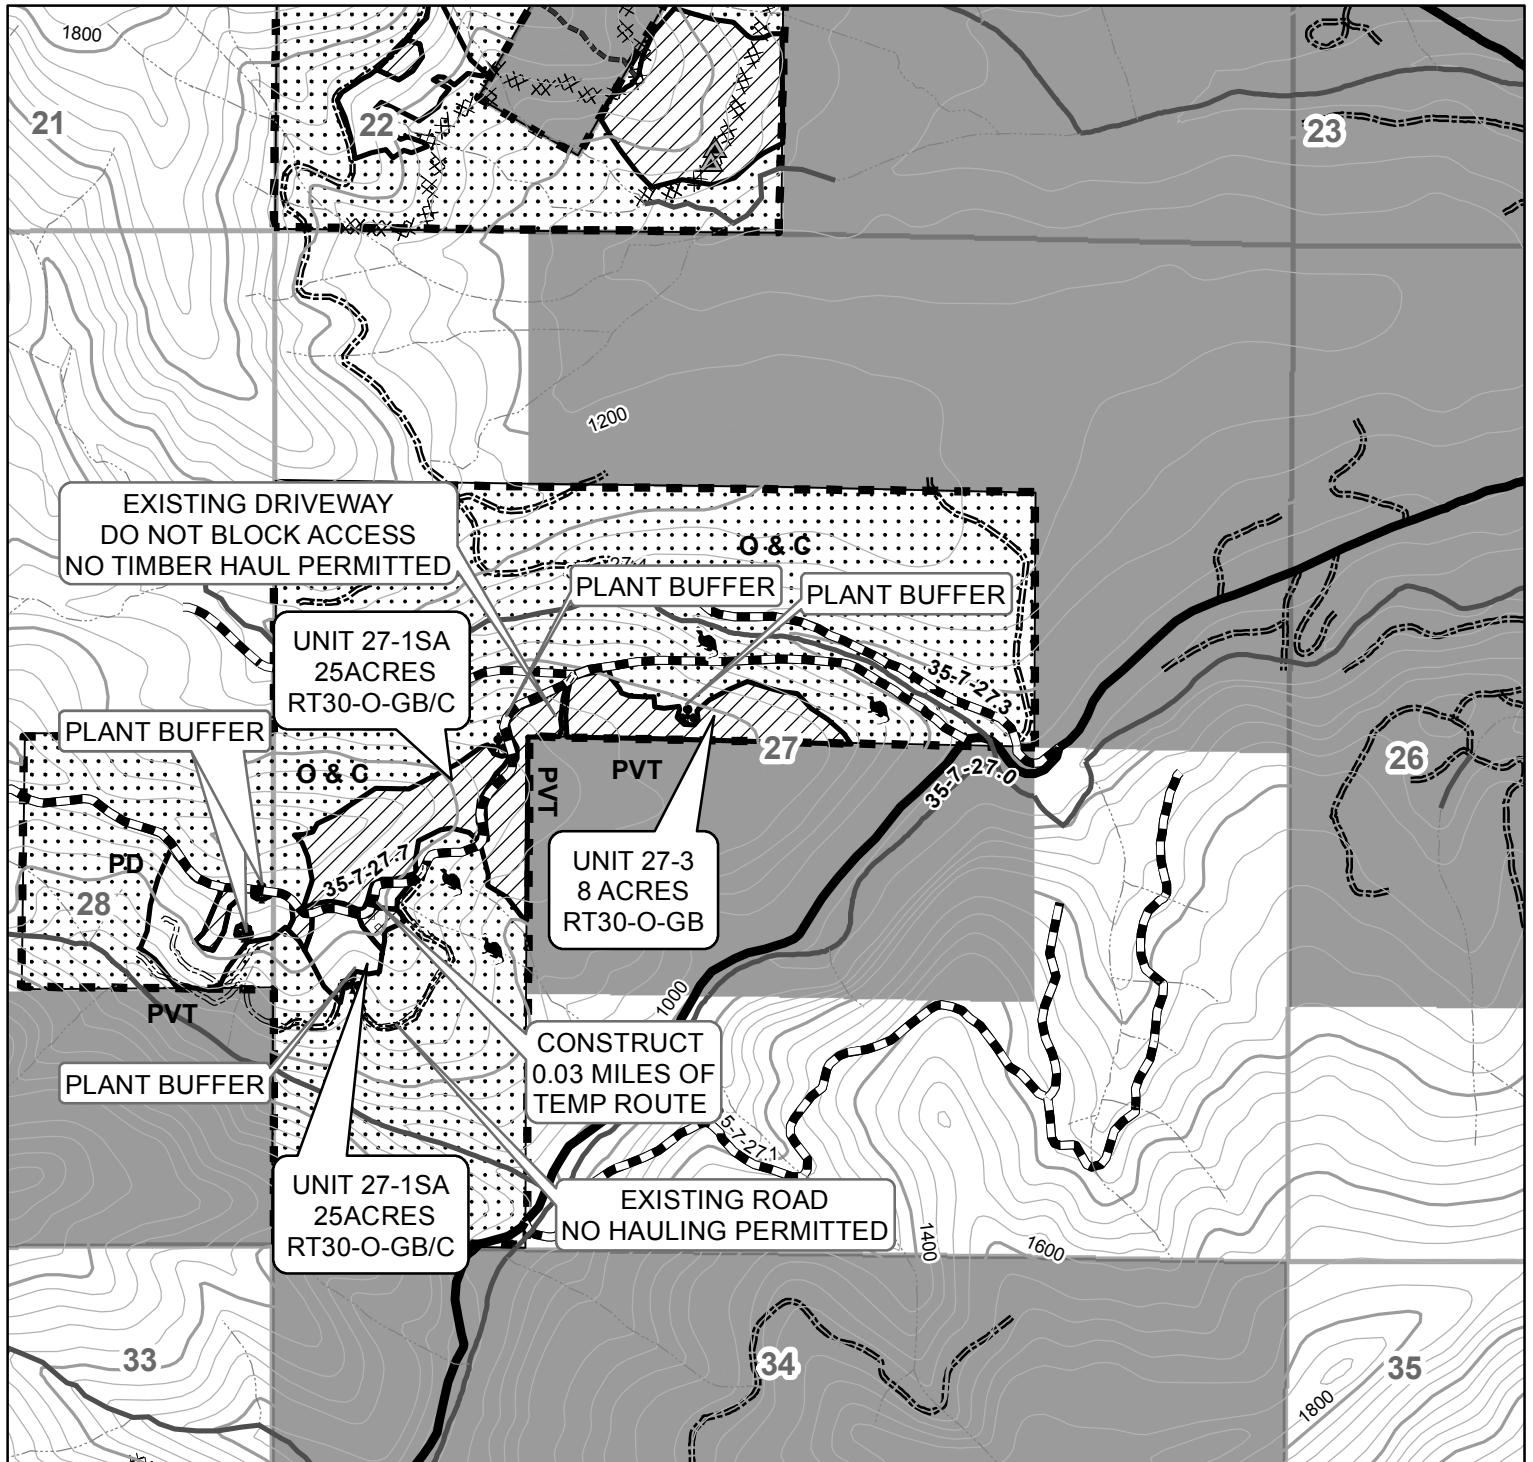 1800
21
22
23
1200
EXISTING DRIVEWAY
DO NOT BLOCK ACCESS
NO TIMBER HAUL PERMITTED
O & C
PLANT BUFFER
PLANT BUFFER
UNIT 27-1SA
25ACRES
RT30-O-GB/C
35-7-27.3
PLANT BUFFER
O & C
PVT
PVT
27
35-7-27.0
26
PD
28
35-7-27.7
UNIT 27-3
8 ACRES
RT30-O-GB
PVT
1000
CONSTRUCT
0.03 MILES OF
TEMP ROUTE
PLANT BUFFER
5-7-27.1
UNIT 27-1SA
25ACRES
RT30-O-GB/C
EXISTING ROAD
NO HAULING PERMITTED
1400
1600
33
34
35
1800